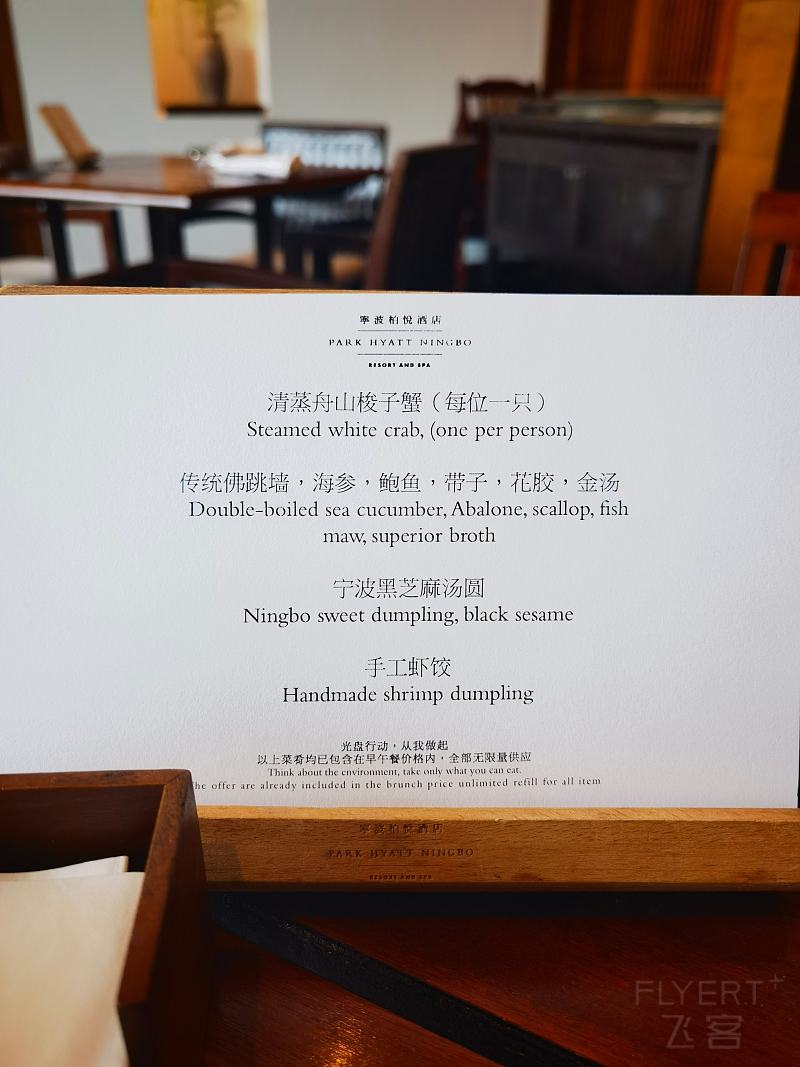 寧波柏悅酒店
PARK HYATT NINGBO
RESORT AND SPA
清蒸舟山梭子蟹（每位一只）
Steamed white crab, (one per person)
传统佛跳墙，海参，鲍鱼，带子，花胶，金汤
Double-boiled sea cucumber, Abalone, scallop, fish
maw, superior broth
宁波黑芝麻汤圆
Ningbo sweet dumpling, black sesame
手工虾饺
Handmade shrimp dumpling
光盘行动，从我做起
以上菜肴均已包含在早午餐价格内，全部无限量供应
Think about the environment, take only what you can eat.
he offer are already included in the brunch price unlimited refill for all item
寧波柏悅酒店
PARK HYATT NINGBO
RESORT AND SPA
FLYERT+
飞客